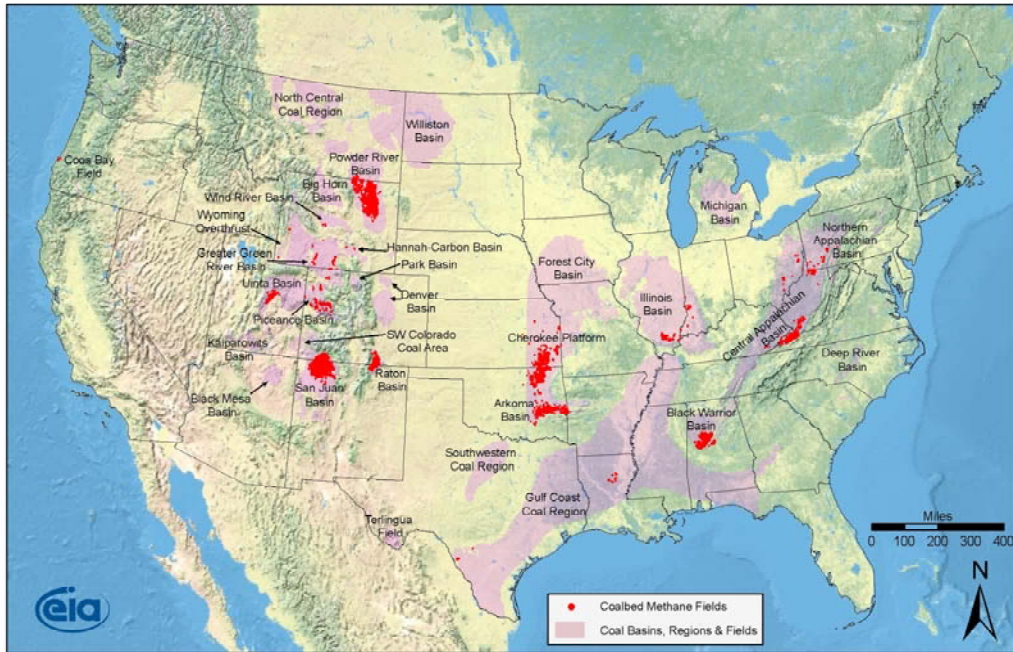 North Central
Coal Region
Williston
Basin
Coos Bay
Field
Powder River
Basin
Big Horn
Basin
Wind River Basin
Wyoming
Overthrust
Greater Green
River Basin
Hannah-Carbon Basin
Park Basin
Uinta Basin
Denver
Basin
Piceance Basin
SW Colorado
Coal Area
Kaiparowits
Basin
Black Mesa
Basin
San Juan
Basin
Raton
Basin
Forest City
Basin
Cherokee Platform
Arkoma
Basin
Southwestern
Coal Region
Gulf Coast
Coal Region
Terlingua
Field
Michigan
Basin
Illinois
Basin
Northern
Appalachian
Basin
Central Appalachian
Basin
Deep River
Basin
Black Warrior
Basin
Miles
0 100 200 300 400
N
eia
Coalbed Methane Fields
Coal Basins, Regions & Fields